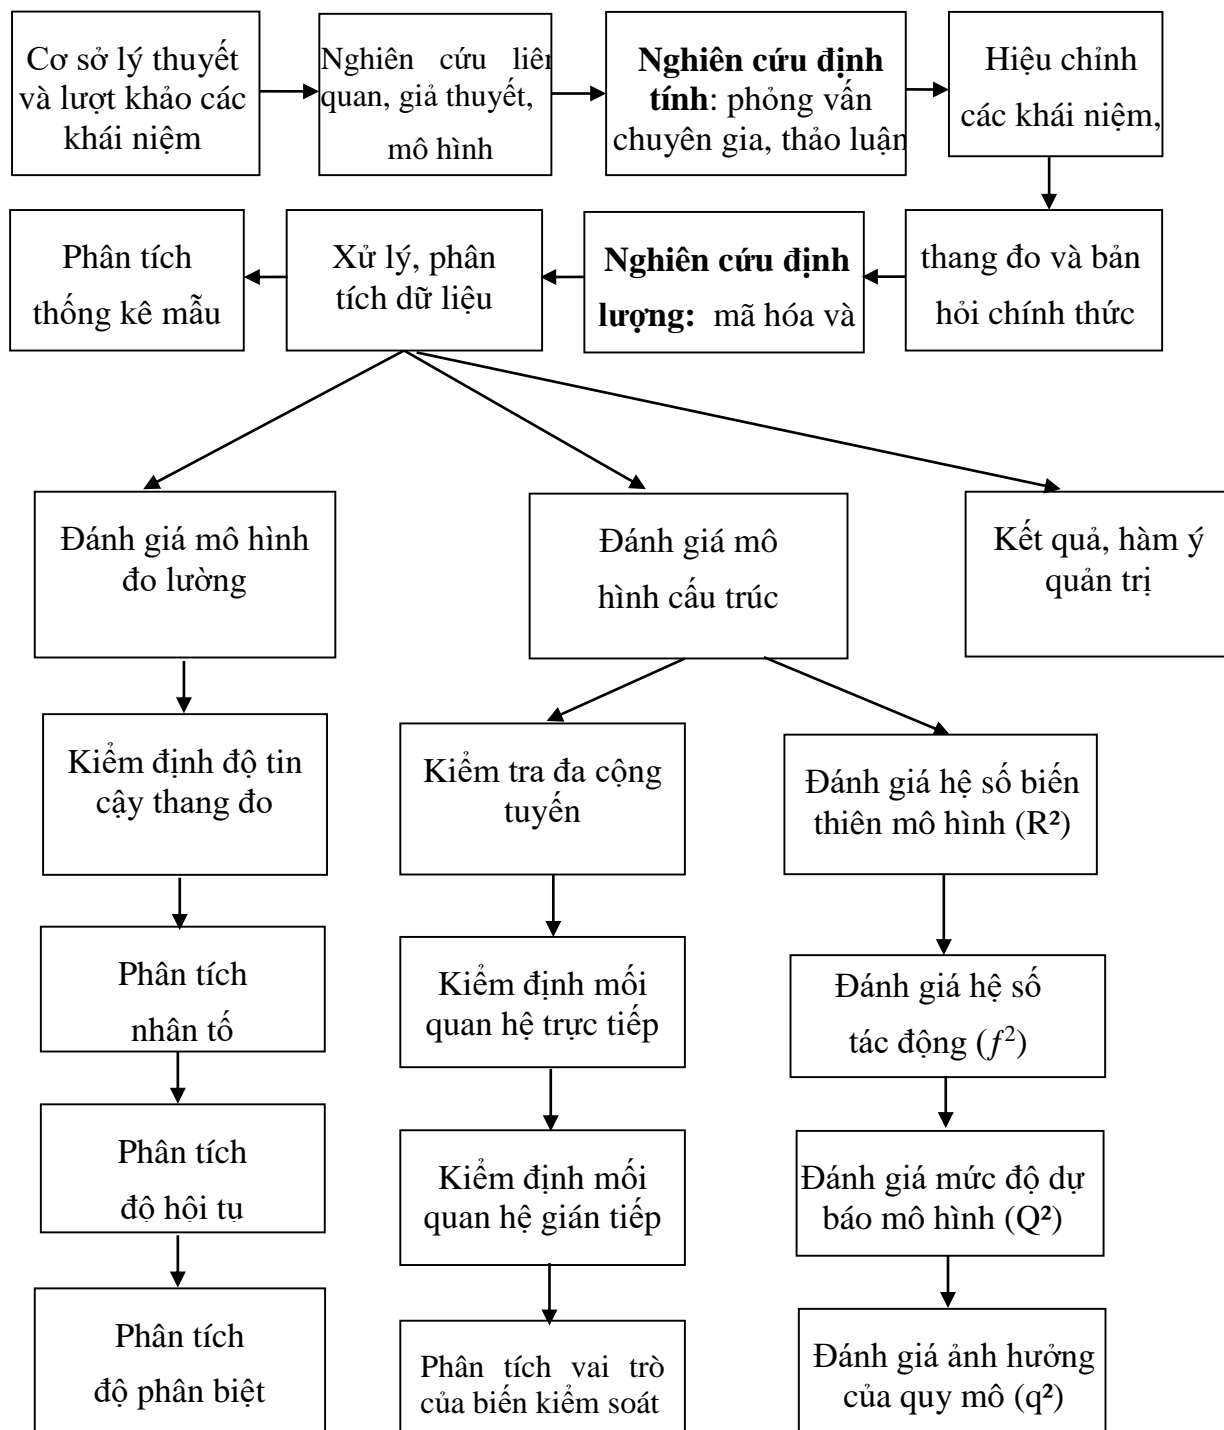 Cơ sở lý thuyết
và lượt khảo các
khái niệm
Nghiên cứu liên
quan, giả thuyết,
mô hình
Nghiên cứu định
tính: phỏng vấn
chuyên gia, thảo luận
Hiệu chỉnh
các khái niệm,
Phân tích
thống kê mẫu
Xử lý, phân
tích dữ liệu
Nghiên cứu định
lượng: mã hóa và
thang đo và bản
hỏi chính thức
Đánh giá mô hình
đo lường
Đánh giá mô
hình cấu trúc
Kết quả, hàm ý
quản trị
Kiểm định độ tin
cậy thang đo
Kiểm tra đa cộng
tuyến
Đánh giá hệ số biến
thiên mô hình (R²)
Phân tích
nhân tố
Kiểm định mối
quan hệ trực tiếp
Đánh giá hệ số
tác động (f²)
Phân tích
độ hội tụ
Kiểm định mối
quan hệ gián tiếp
Đánh giá mức độ dự
báo mô hình (Q²)
Phân tích
độ phân biệt
Phân tích vai trò
của biến kiểm soát
Đánh giá ảnh hưởng
của quy mô (q²)